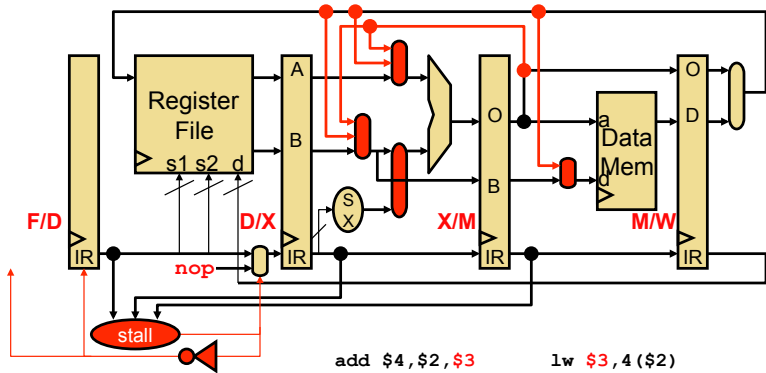 Register
File
s1 s2 d
A
B
IR
F/D
D/X
IR
nop
S
X
O
B
X/M
IR
a
Data
Mem
d
O
D
M/W
IR
stall
add $4,$2,$3
lw $3,4($2)